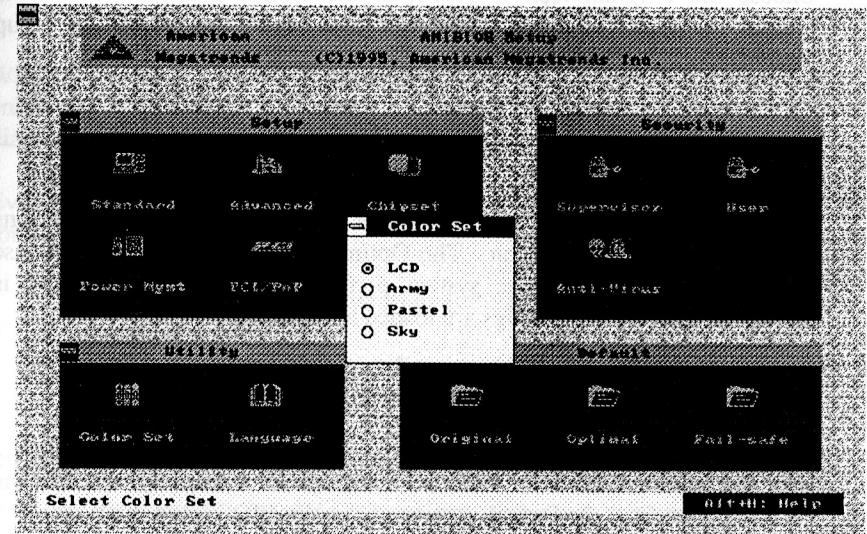 American Megatrends
AMIBIOS Setup
(C)1995, American Megatrends Inc.
Setup
Standard
Advanced
Chipset
Power Mgmt
PCI/PnP
Security
Supervisor
User
Anti-Virus
Color Set
LCD
Army
Pastel
Sky
Utility
Color Set
Language
Default
Original
Optimal
Fail-safe
Select Color Set
Alt+H: Help